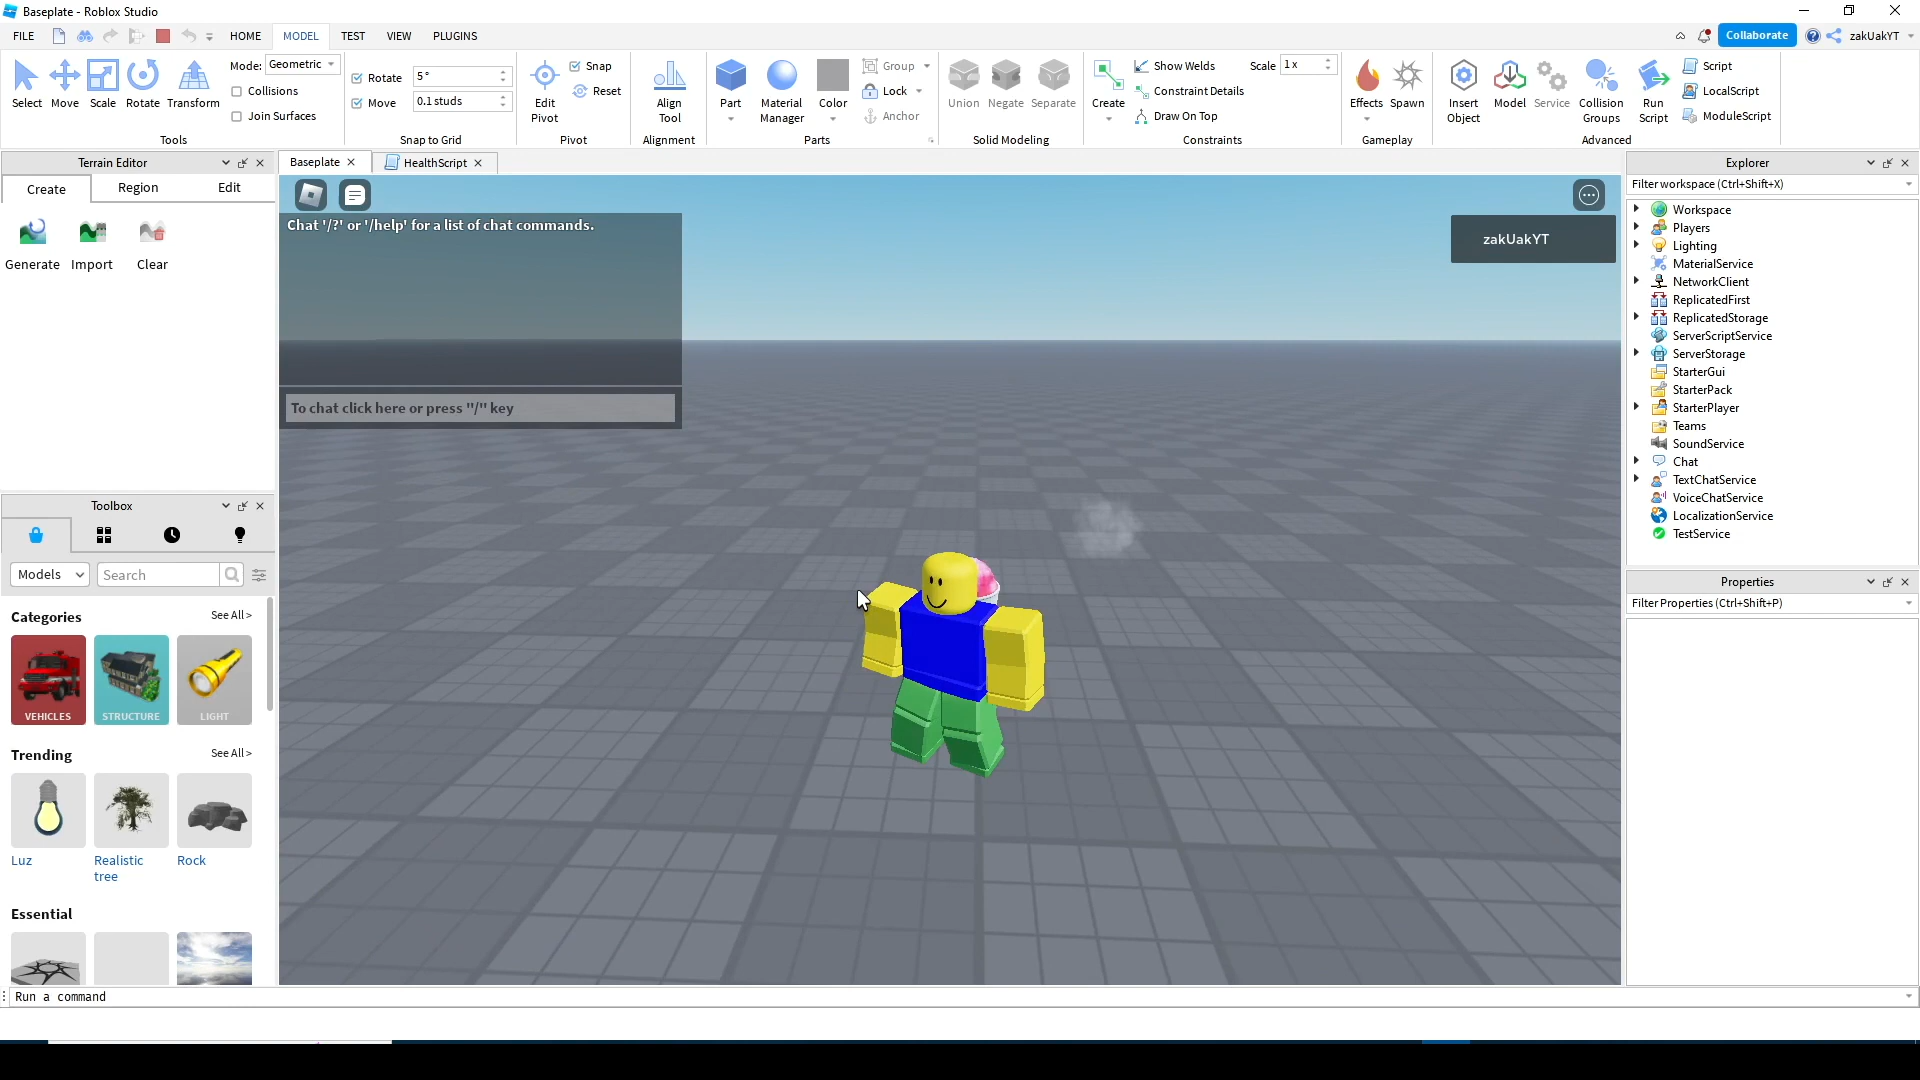 Baseplate - Roblox Studio
FILE HOME MODEL TEST VIEW PLUGINS Collaborate zakUakYT
Select Move Scale Rotate Transform
Mode: Geometric
Collisions
Join Surfaces
Tools
Rotate 5°
Move 0.1 studs
Snap to Grid
Edit Pivot
Snap
Reset
Pivot
Align Tool
Alignment
Part
Material Manager
Color
Group
Lock
Anchor
Parts
Union Negate Separate
Solid Modeling
Create
Show Welds
Constraint Details
Draw On Top
Scale 1 x
Constraints
Effects Spawn
Gameplay
Insert Object
Model
Service
Collision Groups
Run Script
Script
LocalScript
ModuleScript
Advanced
Terrain Editor
Create Region Edit
Generate Import Clear
Baseplate HealthScript
Chat '/?' or '/help' for a list of chat commands.
To chat click here or press "/" key
zakUakYT
Toolbox
Models Search
Categories See All >
VEHICLES STRUCTURE LIGHT
Trending See All >
Luz Realistic tree Rock
Essential
Explorer
Filter workspace (Ctrl+Shift+X)
Workspace
Players
Lighting
MaterialService
NetworkClient
ReplicatedFirst
ReplicatedStorage
ServerScriptService
ServerStorage
StarterGui
StarterPack
StarterPlayer
Teams
SoundService
Chat
TextChatService
VoiceChatService
LocalizationService
TestService
Properties
Filter Properties (Ctrl+Shift+P)
Run a command